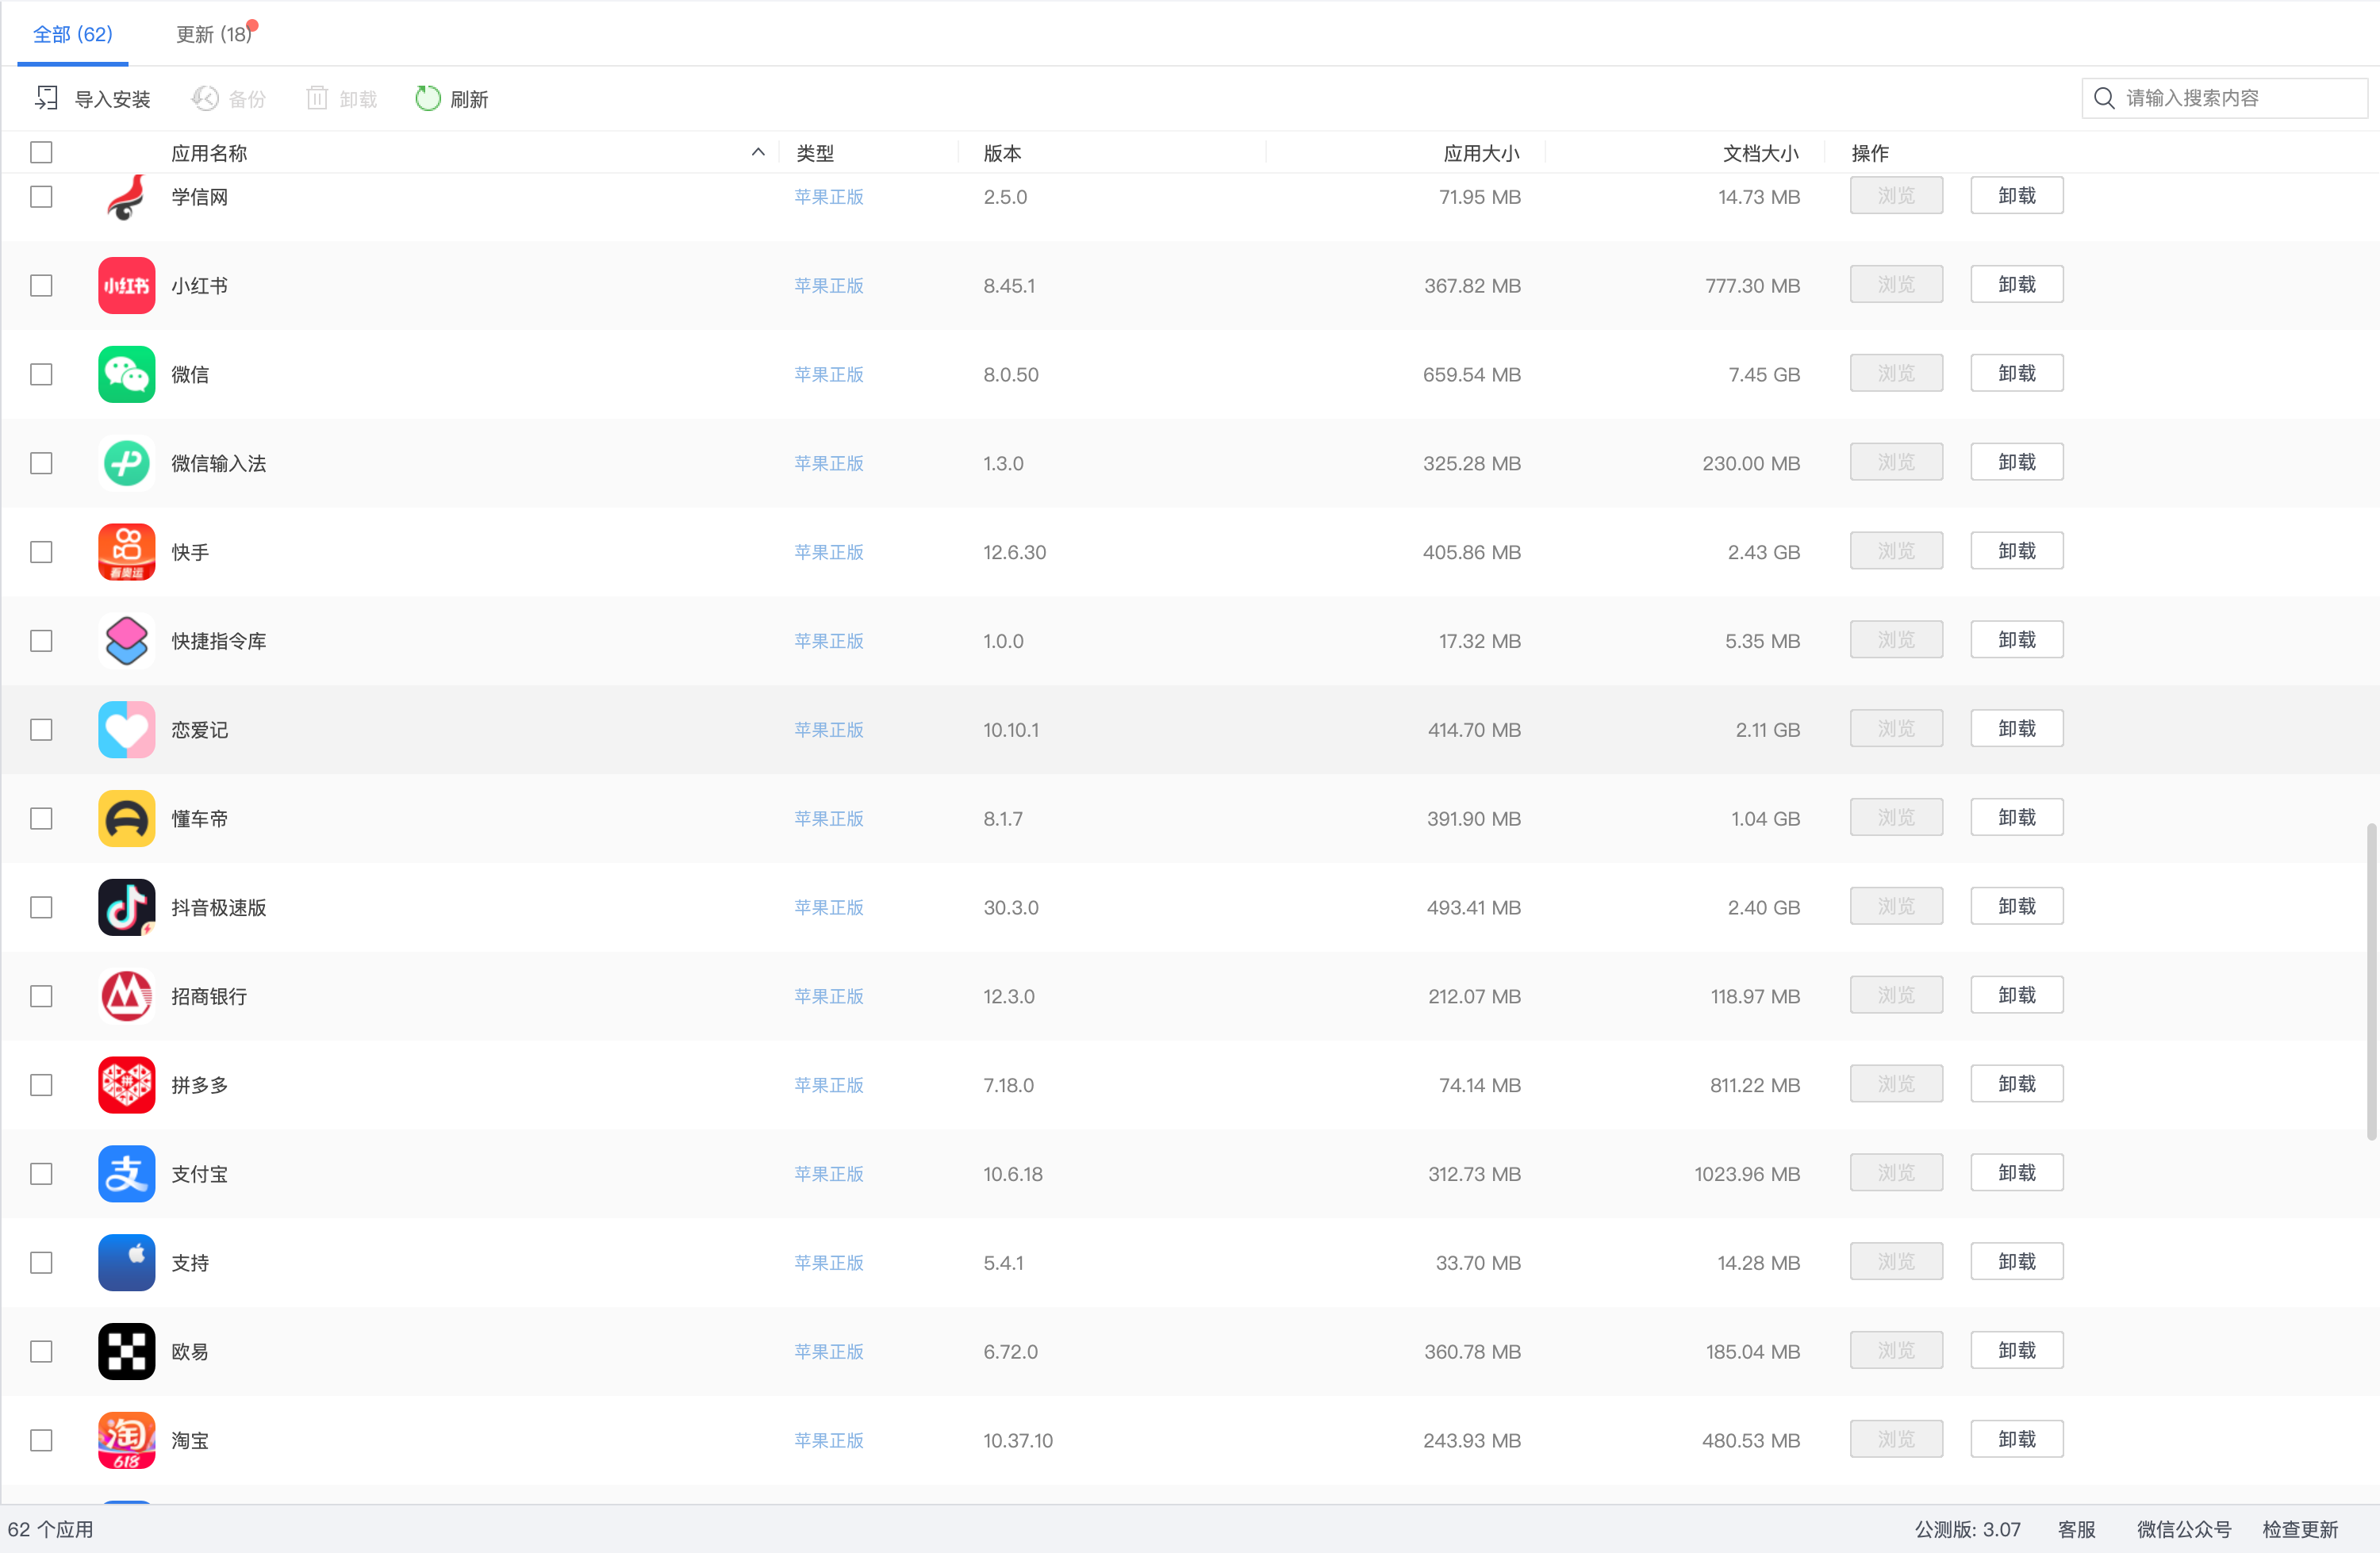 全部 (62) 更新 (18)
导入安装 备份 卸载 刷新 请输入搜索内容
应用名称 类型 版本 应用大小 文档大小 操作
学信网 苹果正版 2.5.0 71.95 MB 14.73 MB 浏览 卸载
小红书 小红书 苹果正版 8.45.1 367.82 MB 777.30 MB 浏览 卸载
微信 苹果正版 8.0.50 659.54 MB 7.45 GB 浏览 卸载
微信输入法 苹果正版 1.3.0 325.28 MB 230.00 MB 浏览 卸载
看奥运 快手 苹果正版 12.6.30 405.86 MB 2.43 GB 浏览 卸载
快捷指令库 苹果正版 1.0.0 17.32 MB 5.35 MB 浏览 卸载
恋爱记 苹果正版 10.10.1 414.70 MB 2.11 GB 浏览 卸载
懂车帝 苹果正版 8.1.7 391.90 MB 1.04 GB 浏览 卸载
抖音极速版 苹果正版 30.3.0 493.41 MB 2.40 GB 浏览 卸载
招商银行 苹果正版 12.3.0 212.07 MB 118.97 MB 浏览 卸载
拼 拼多多 苹果正版 7.18.0 74.14 MB 811.22 MB 浏览 卸载
支 支付宝 苹果正版 10.6.18 312.73 MB 1023.96 MB 浏览 卸载
支持 苹果正版 5.4.1 33.70 MB 14.28 MB 浏览 卸载
欧易 苹果正版 6.72.0 360.78 MB 185.04 MB 浏览 卸载
淘 618 淘宝 苹果正版 10.37.10 243.93 MB 480.53 MB 浏览 卸载
62 个应用 公测版: 3.07 客服 微信公众号 检查更新